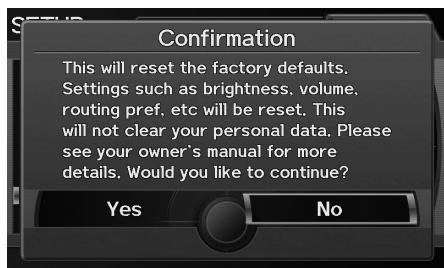 SETUP
Confirmation
This will reset the factory defaults.
Settings such as brightness, volume,
routing pref, etc will be reset. This
will not clear your personal data. Please
see your owner's manual for more
details. Would you like to continue?
Yes No